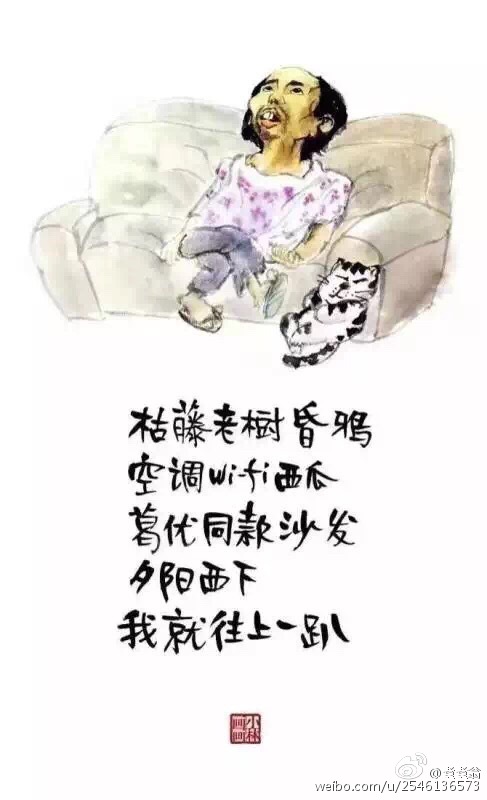 枯藤老树昏鸦
空调wifi西瓜
葛优同款沙发
夕阳西下
我就往上一趴
小林
画画
weibo.com/u/2546136573